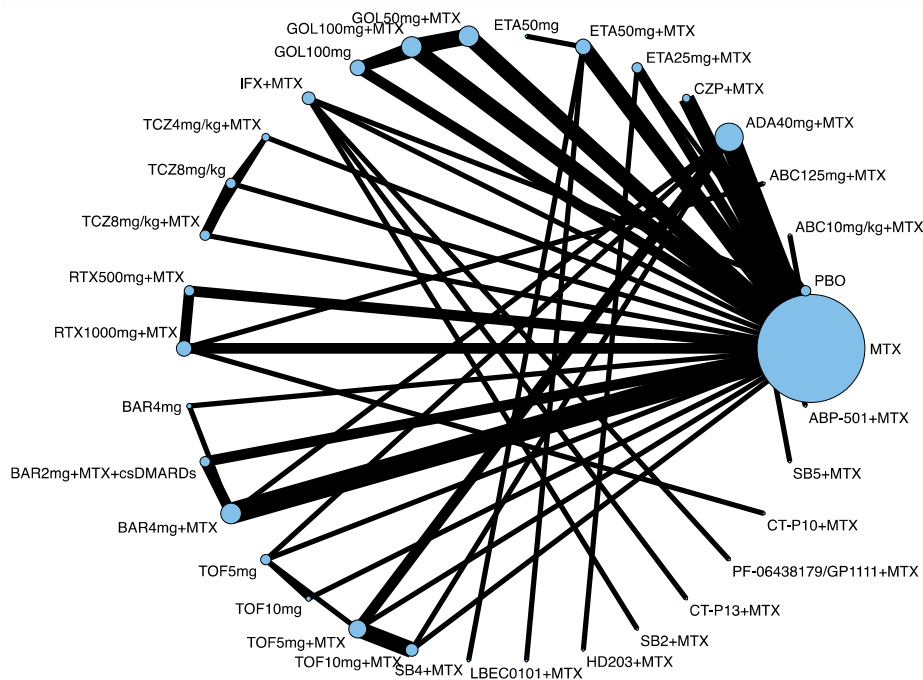 GOL50mg+MTX
ETA50mg
GOL100mg+MTX
ETA50mg+MTX
GOL100mg
ETA25mg+MTX
IFX+MTX
CZP+MTX
TCZ4mg/kg+MTX
ADA40mg+MTX
TCZ8mg/kg
ABC125mg+MTX
TCZ8mg/kg+MTX
ABC10mg/kg+MTX
RTX500mg+MTX
PBO
RTX1000mg+MTX
MTX
BAR4mg
ABP-501+MTX
BAR2mg+MTX+csDMARDs
SB5+MTX
BAR4mg+MTX
CT-P10+MTX
TOF5mg
PF-06438179/GP1111+MTX
TOF10mg
CT-P13+MTX
TOF5mg+MTX
SB2+MTX
TOF10mg+MTX
SB4+MTX
LBEC0101+MTX
HD203+MTX